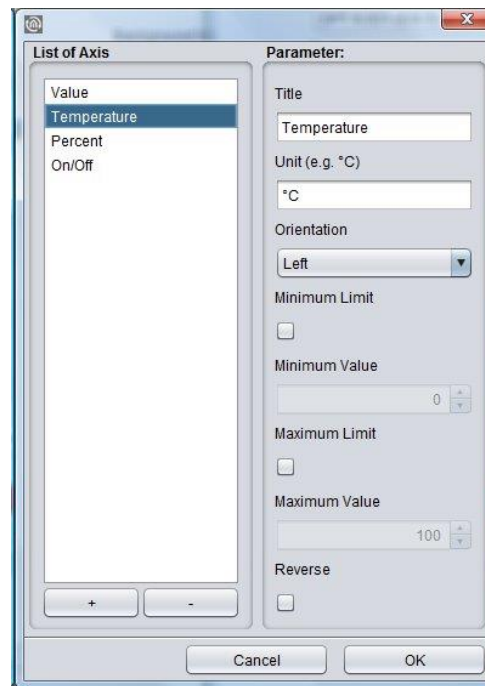 List of Axis
Value
Temperature
Percent
On/Off
+
-
Parameter:
Title
Temperature
Unit (e.g. °C)
°C
Orientation
Left
Minimum Limit
Minimum Value
0
Maximum Limit
Maximum Value
100
Reverse
Cancel
OK